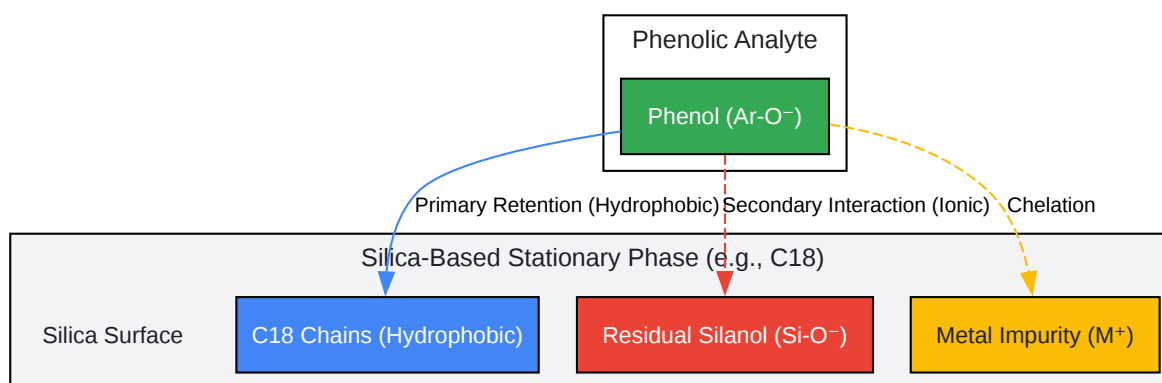 Phenolic Analyte
Phenol (Ar-O⁻)
Primary Retention (Hydrophobic)
Secondary Interaction (Ionic)
Chelation
Silica-Based Stationary Phase (e.g., C18)
Silica Surface
C18 Chains (Hydrophobic)
Residual Silanol (Si-O⁻)
Metal Impurity (M⁺)